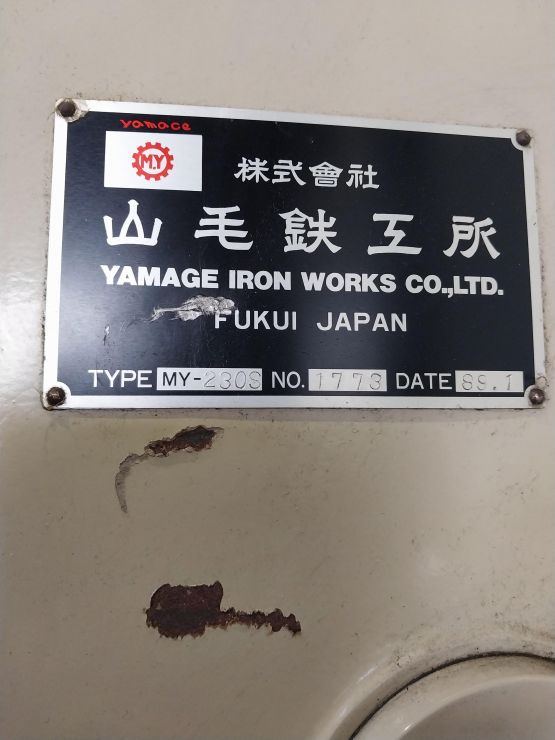 yamace
MY
株式會社
山毛鉄工所
YAMAGE IRON WORKS CO.,LTD.
FUKUI JAPAN
TYPE MY-230S NO. 1773 DATE 89.1